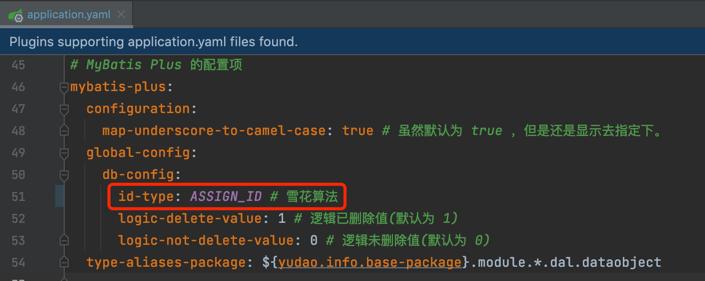 application.yaml
Plugins supporting application.yaml files found.
45 # MyBatis Plus 的配置项
46 mybatis-plus:
47 configuration:
48 map-underscore-to-camel-case: true # 虽然默认为 true ，但是还是显示去指定下。
49 global-config:
50 db-config:
51 id-type: ASSIGN_ID # 雪花算法
52 logic-delete-value: 1 # 逻辑已删除值(默认为 1)
53 logic-not-delete-value: 0 # 逻辑未删除值(默认为 0)
54 type-aliases-package: ${yudao.info.base-package}.module.*.dal.dataobject